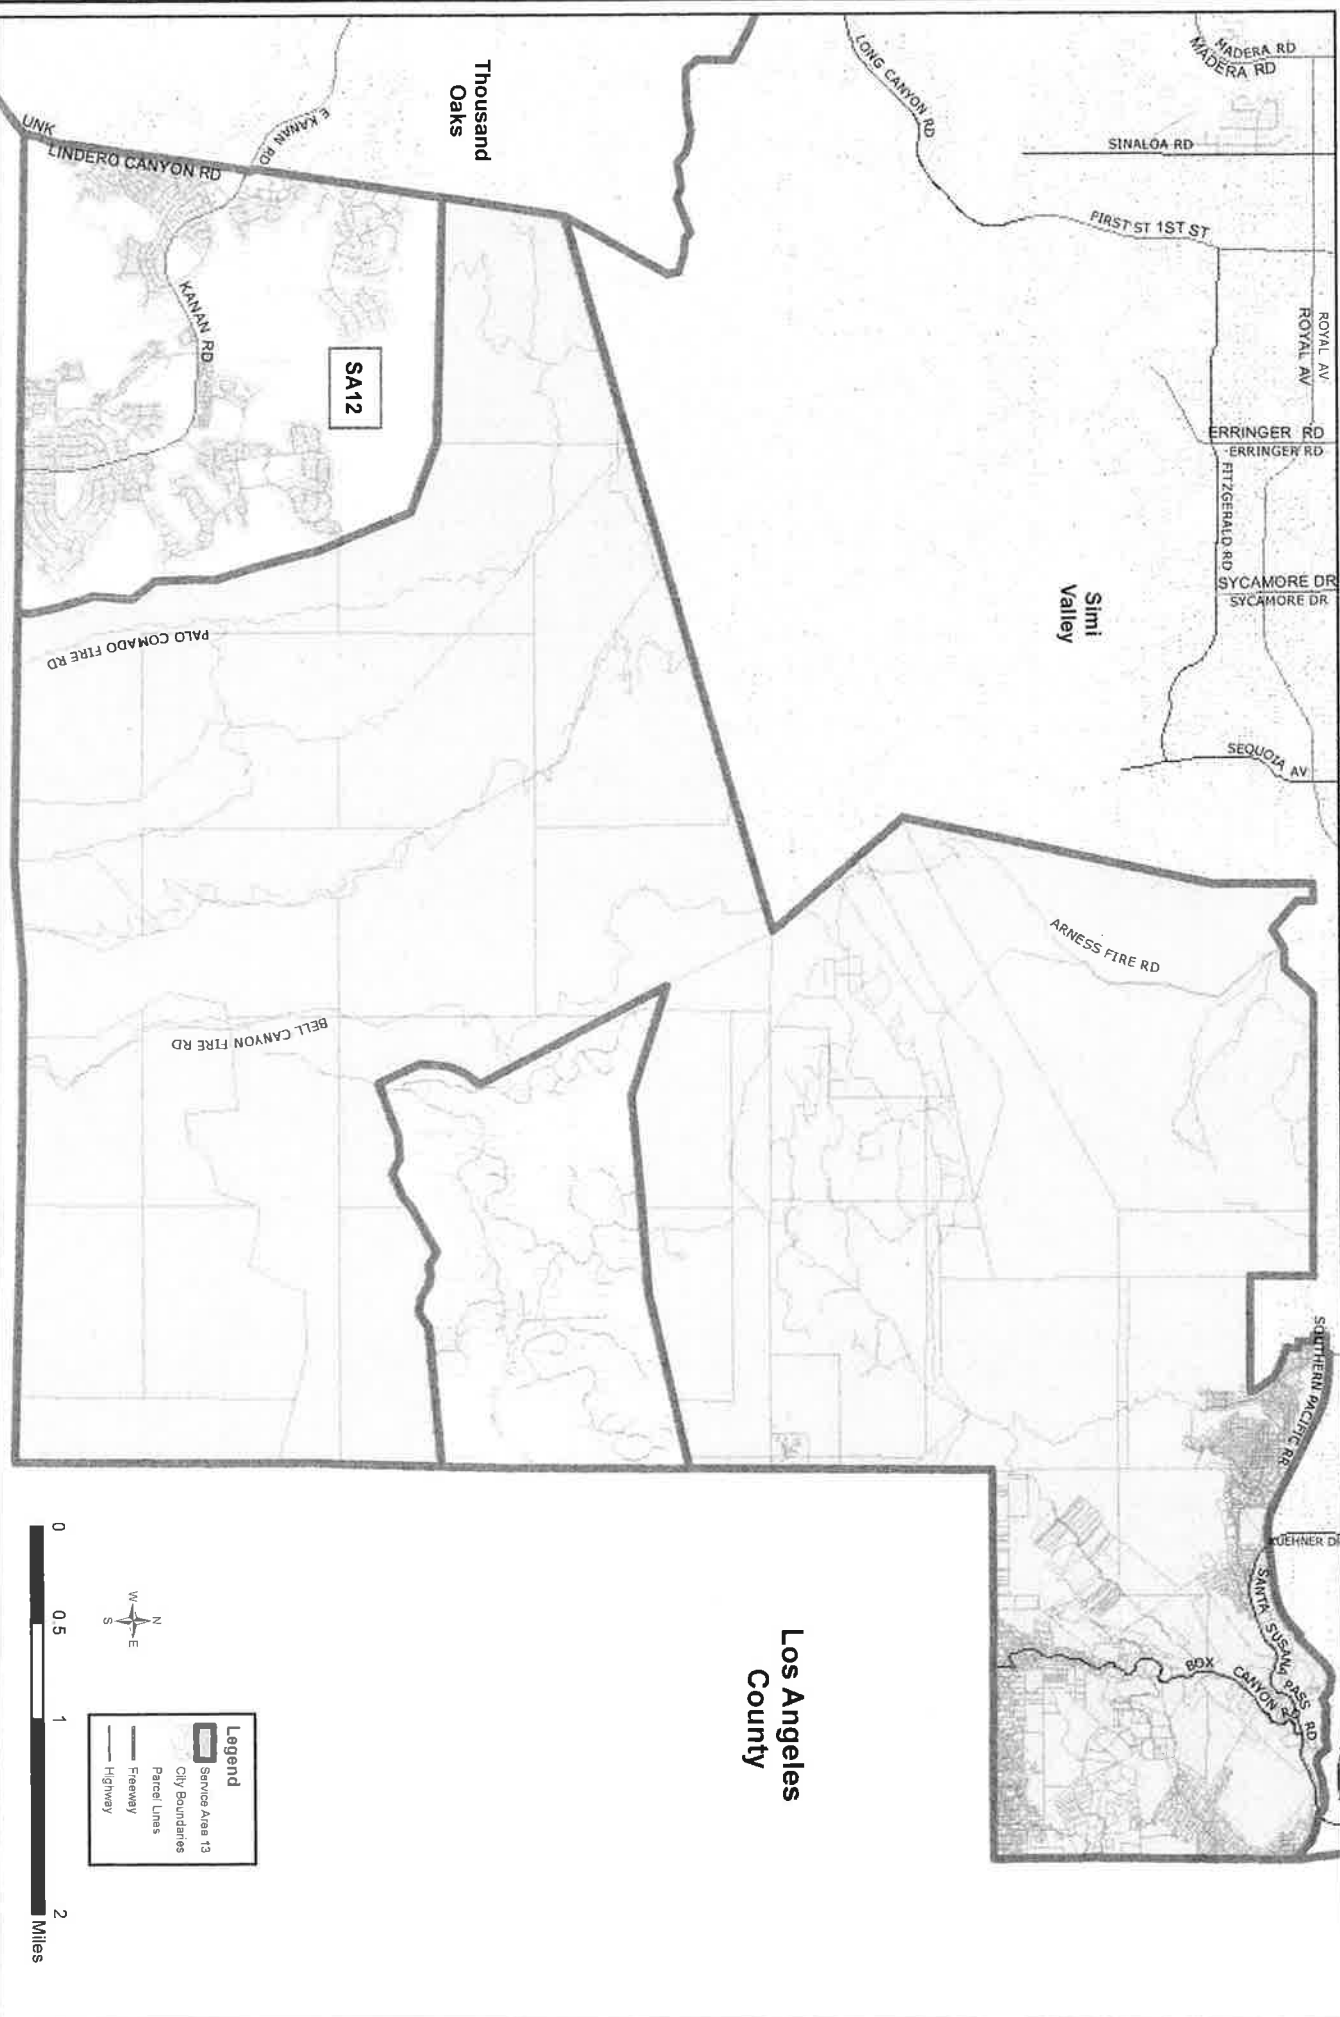 MADERA RD
MADERA RD
LONG CANYON RD
SINALOA RD
FIRST ST 1ST ST
ROYAL AV
ROYAL AV
ERRINGER RD
ERRINGER RD
FITZGERALD RD
SYCAMORE DR
SYCAMORE DR
SEQUOIA AV
Simi
Valley
Thousand
Oaks
E KANAN RD
UNK
LINDERO CANYON RD
KANAN RD
SA12
PALO COMADO FIRE RD
BELL CANYON FIRE RD
ARNESS FIRE RD
SOUTHERN PACIFIC RR
KUEHNER DR
SANTA SUSANA PASS RD
BOX CANYON RD
Los Angeles
County
N
W E
S
Legend
Service Area 13
City Boundaries
Parcel Lines
Freeway
Highway
0 0.5 1 2
Miles